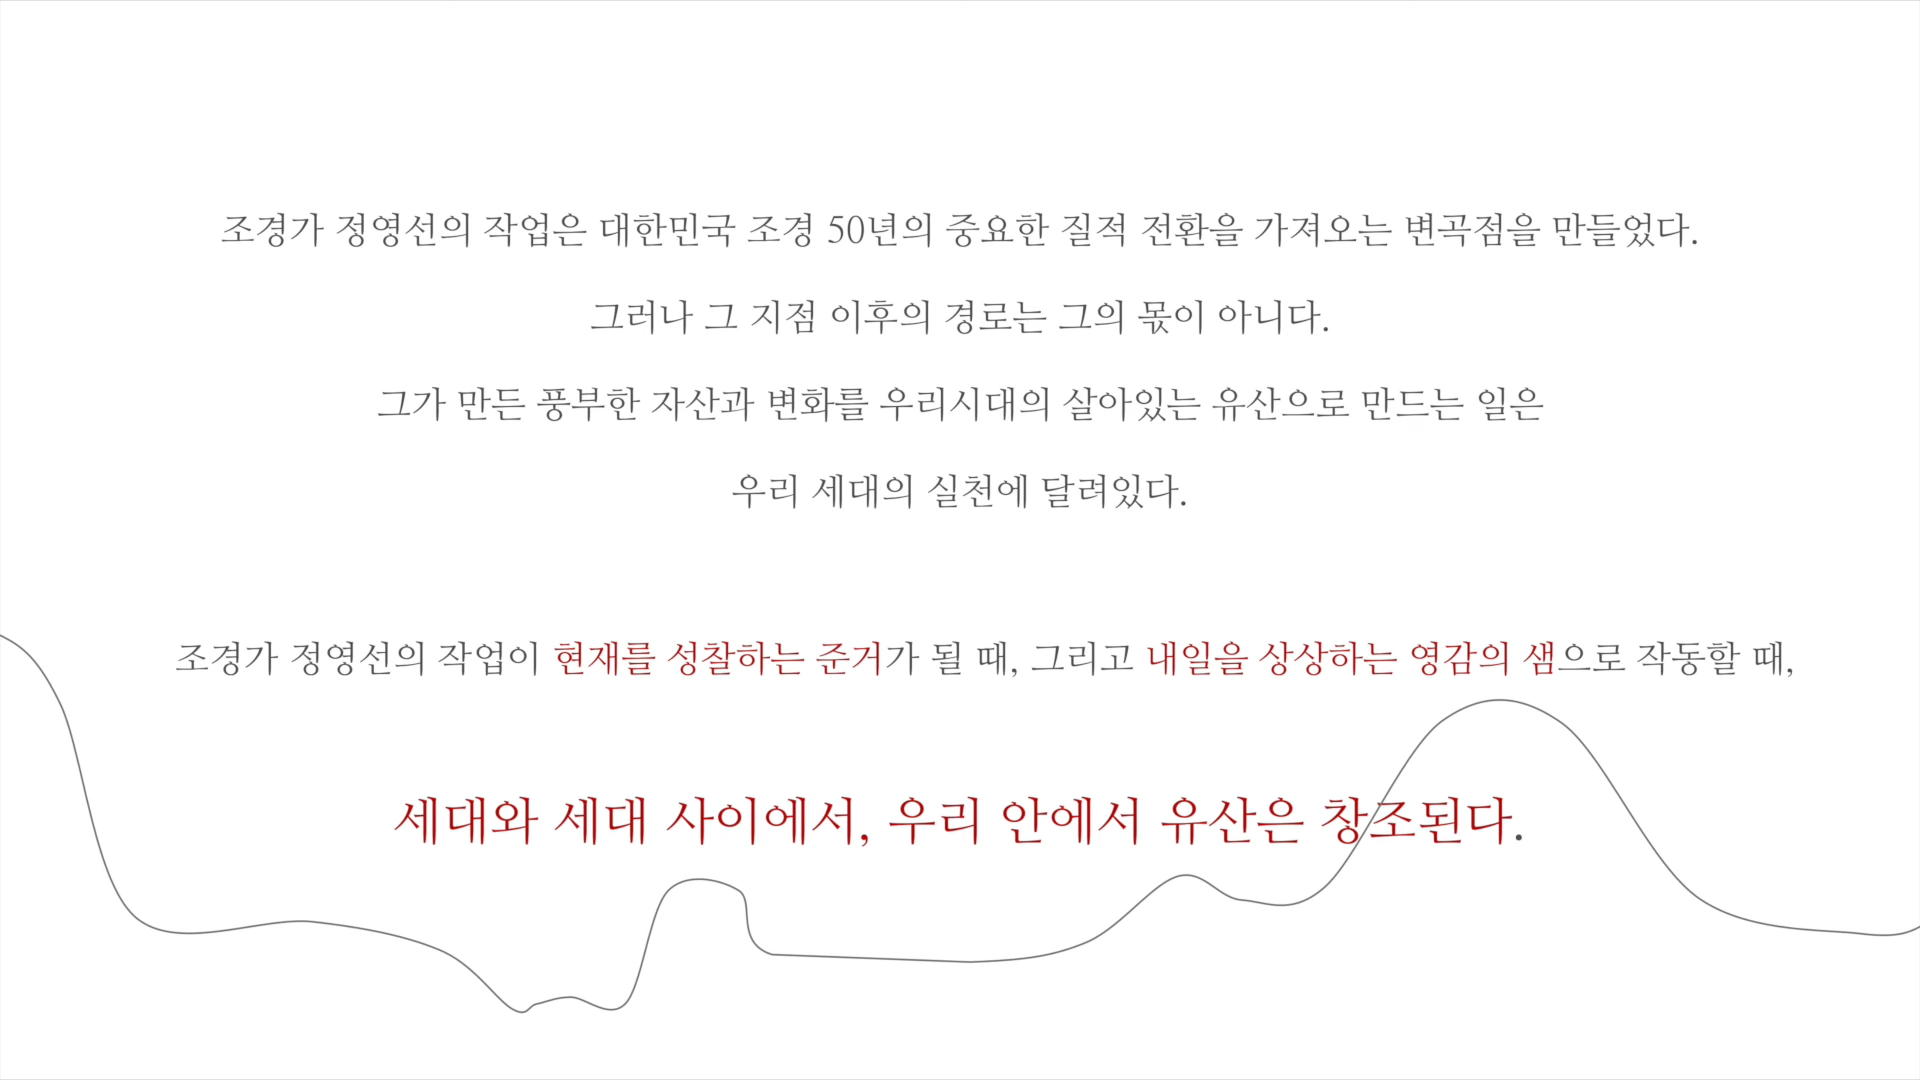 조경가 정영선의 작업은 대한민국 조경 50년의 중요한 질적 전환을 가져오는 변곡점을 만들었다.
그러나 그 지점 이후의 경로는 그의 몫이 아니다.
그가 만든 풍부한 자산과 변화를 우리시대의 살아있는 유산으로 만드는 일은
우리 세대의 실천에 달려있다.
조경가 정영선의 작업이 현재를 성찰하는 준거가 될 때, 그리고 내일을 상상하는 영감의 샘으로 작동할 때,
세대와 세대 사이에서, 우리 안에서 유산은 창조된다.